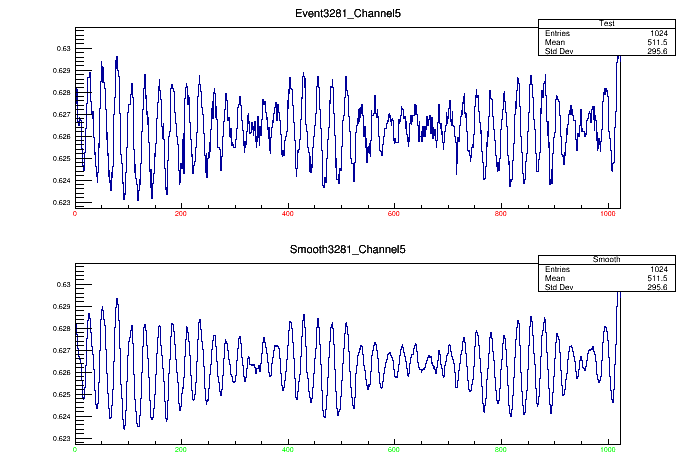 Event3281_Channel5
Test
Entries 1024
Mean 511.5
Std Dev 295.6
0.63
0.629
0.628
0.627
0.626
0.625
0.624
0.623
0 200 400 600 800 1000
Smooth3281_Channel5
Smooth
Entries 1024
Mean 511.5
Std Dev 295.6
0.63
0.629
0.628
0.627
0.626
0.625
0.624
0.623
0 200 400 600 800 1000